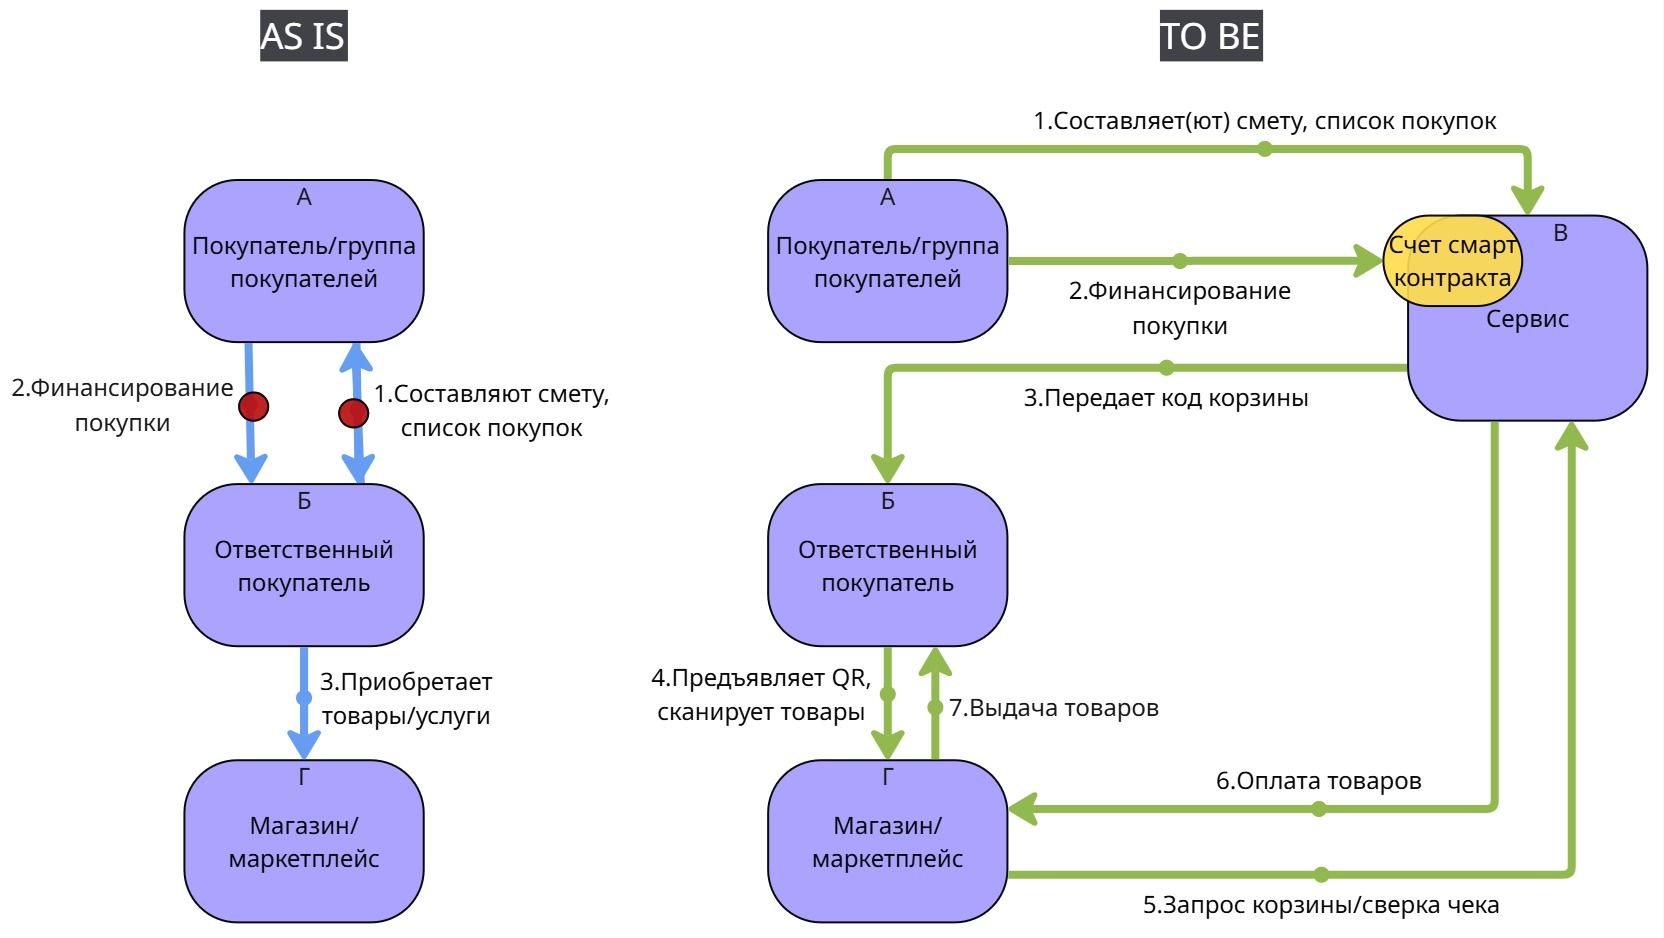 AS IS
А
Покупатель/группа
покупателей
2.Финансирование
покупки
1.Составляют смету,
список покупок
Б
Ответственный
покупатель
3.Приобретает
товары/услуги
Г
Магазин/
маркетплейс
TO BE
1.Составляет(ют) смету, список покупок
А
Покупатель/группа
покупателей
2.Финансирование
покупки
Счет смарт
контракта
В
Сервис
3.Передает код корзины
Б
Ответственный
покупатель
4.Предъявляет QR,
сканирует товары
7.Выдача товаров
Г
Магазин/
маркетплейс
6.Оплата товаров
5.Запрос корзины/сверка чека